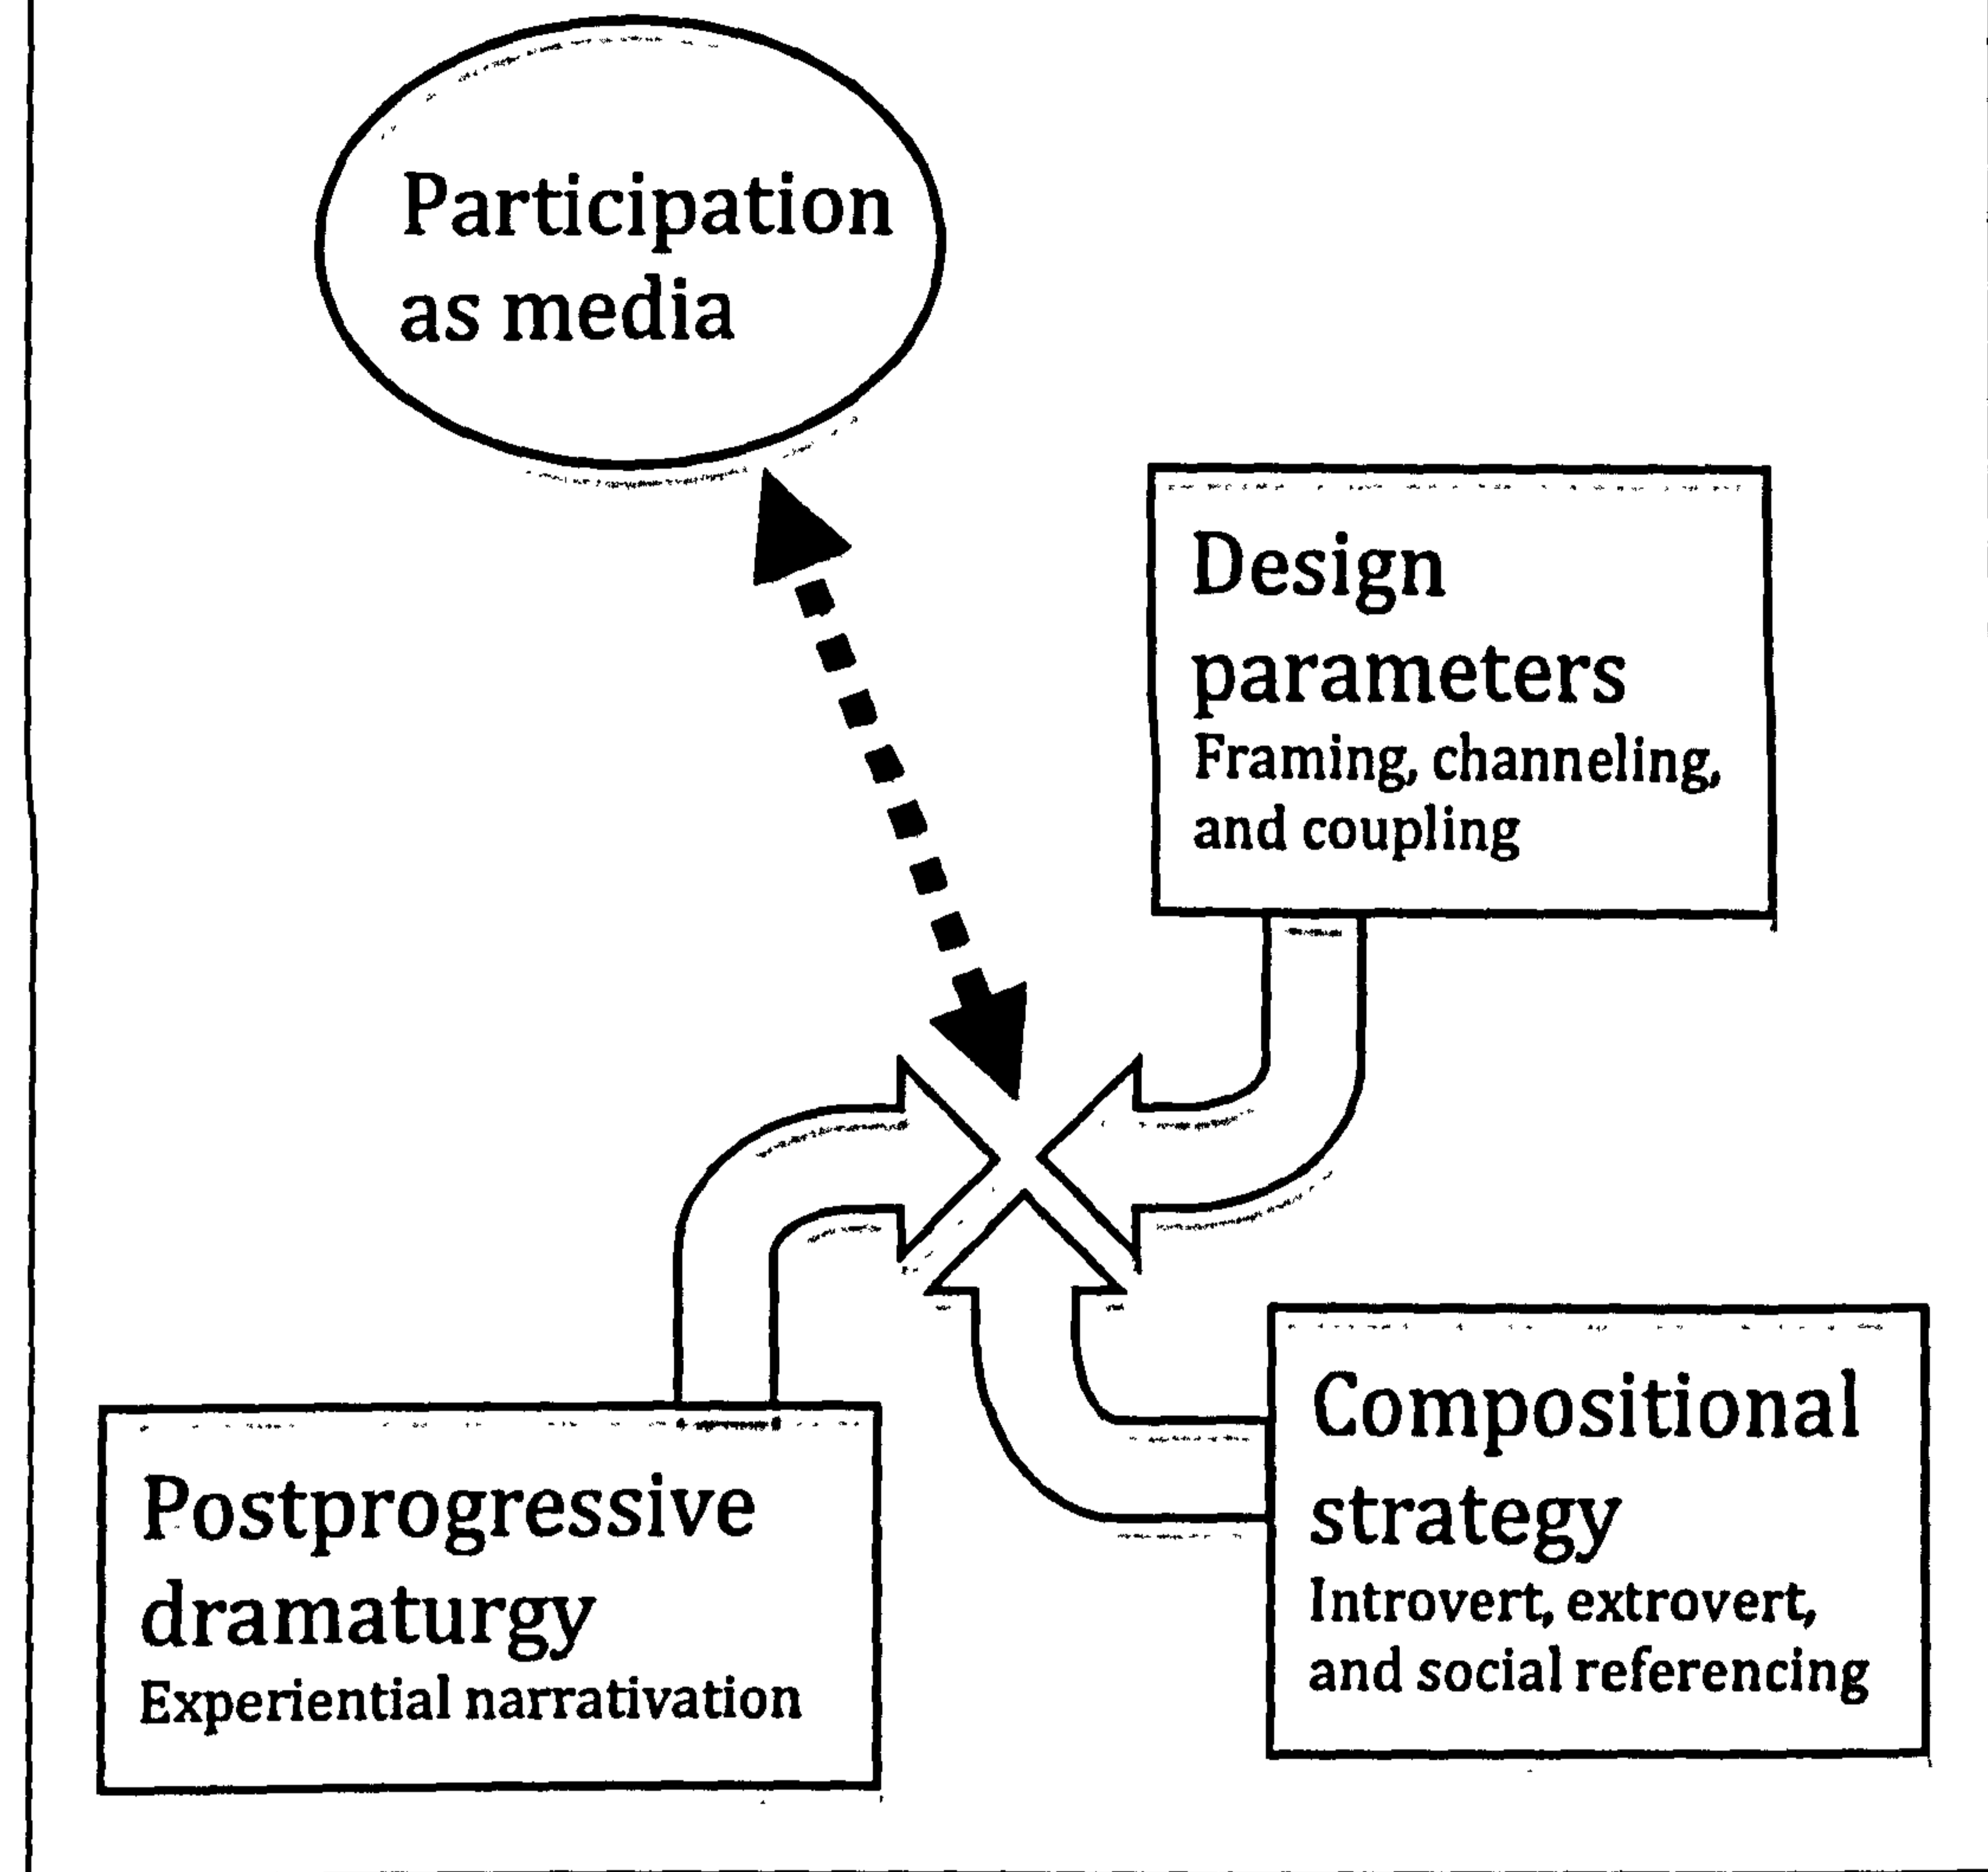 Participation
as media
Design
parameters
Framing, channeling,
and coupling
Postprogressive
dramaturgy
Experiential narrativation
Compositional
strategy
Introvert, extrovert,
and social referencing